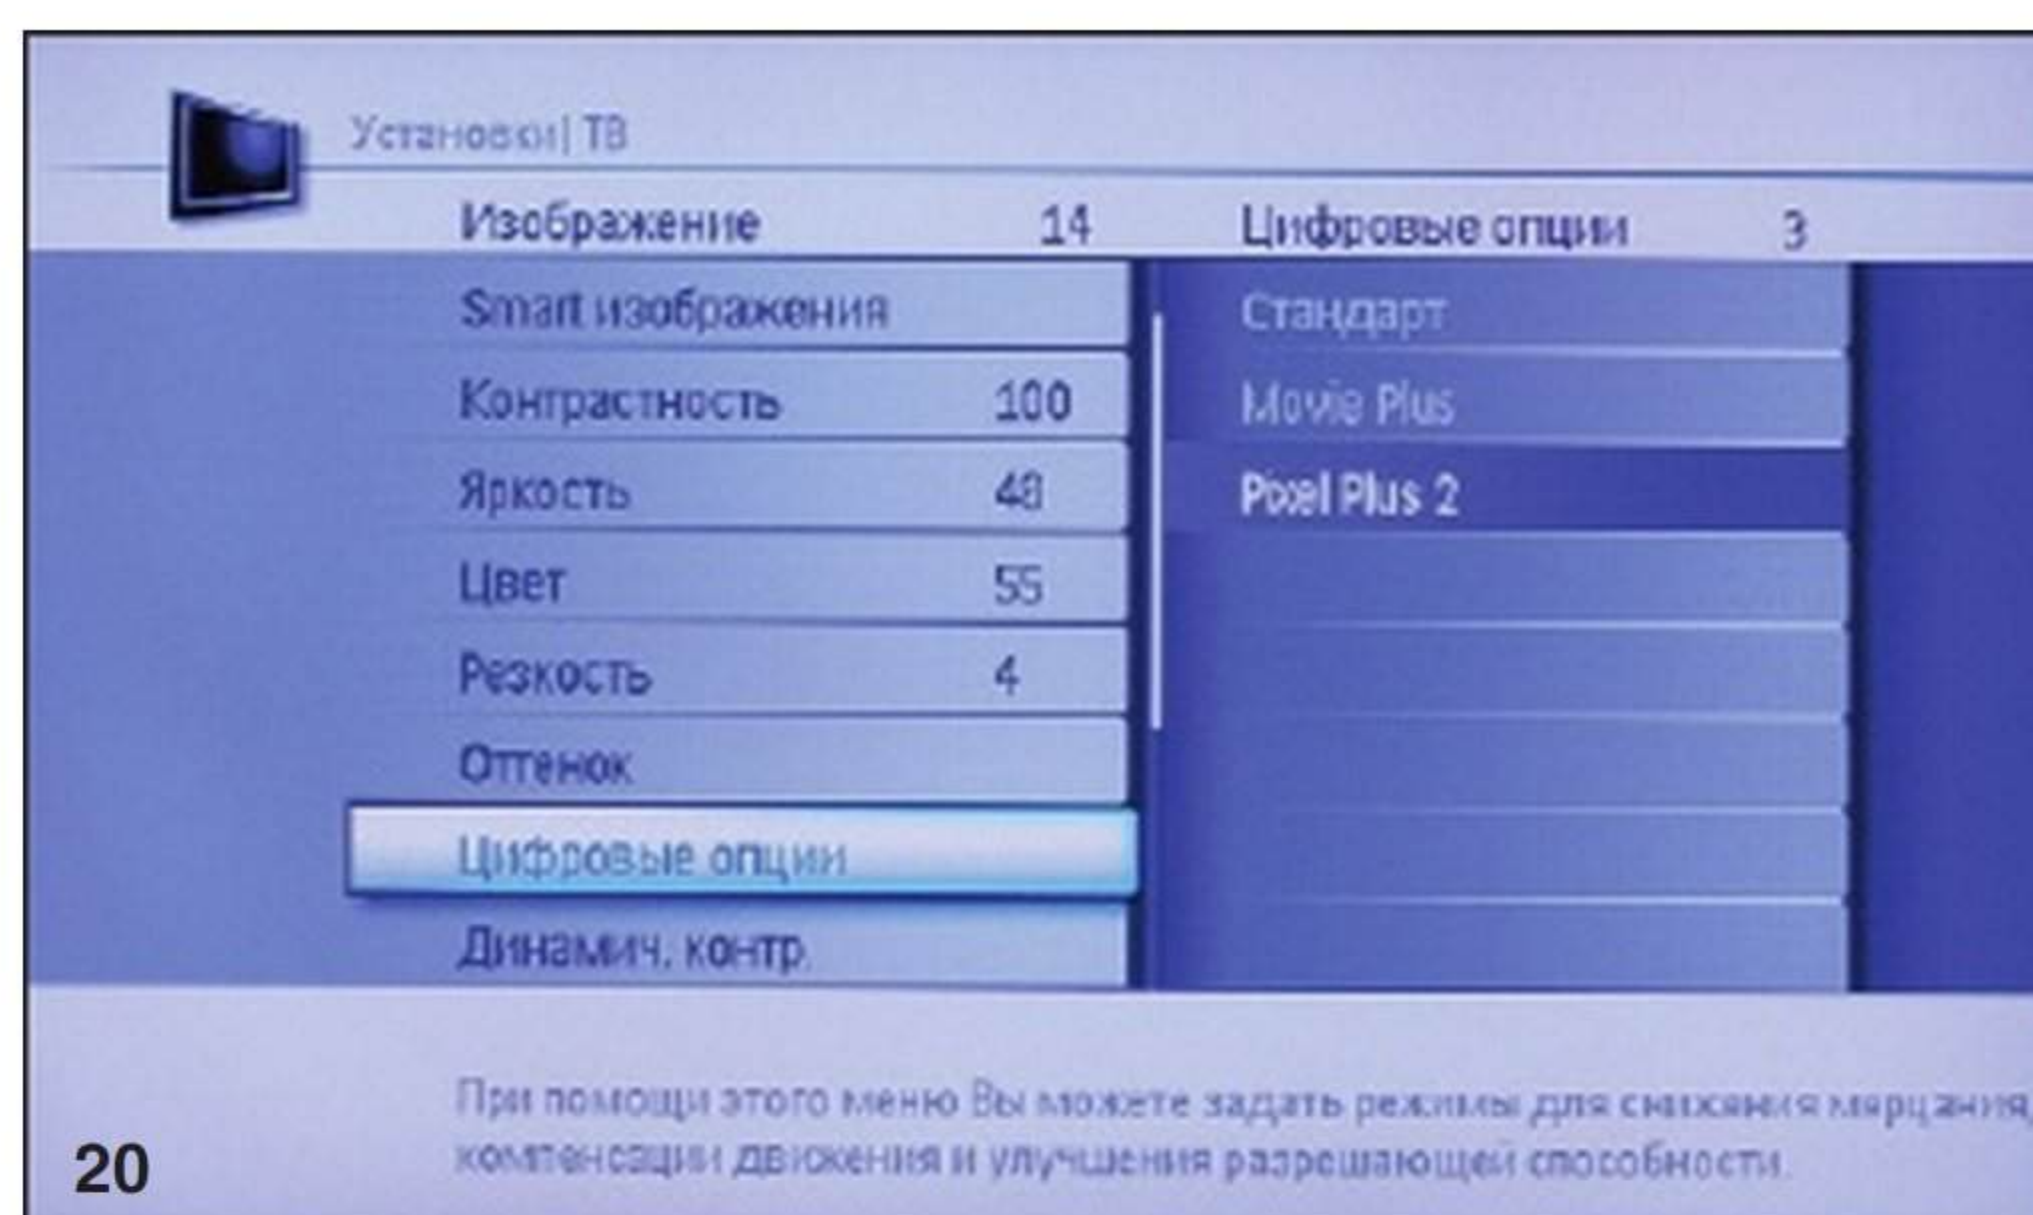 Установки| ТВ
Изображение 14 Цифровые опции 3
Smart изображения Стандарт
Контрастность 100 Movie Plus
Яркость 48 Pixel Plus 2
Цвет 55
Резкость 4
Оттенок
Цифровые опции
Динамич. контр.
При помощи этого меню Вы можете задать режимы для снижения мерцания,
компенсации движения и улучшения разрешающей способности.
20